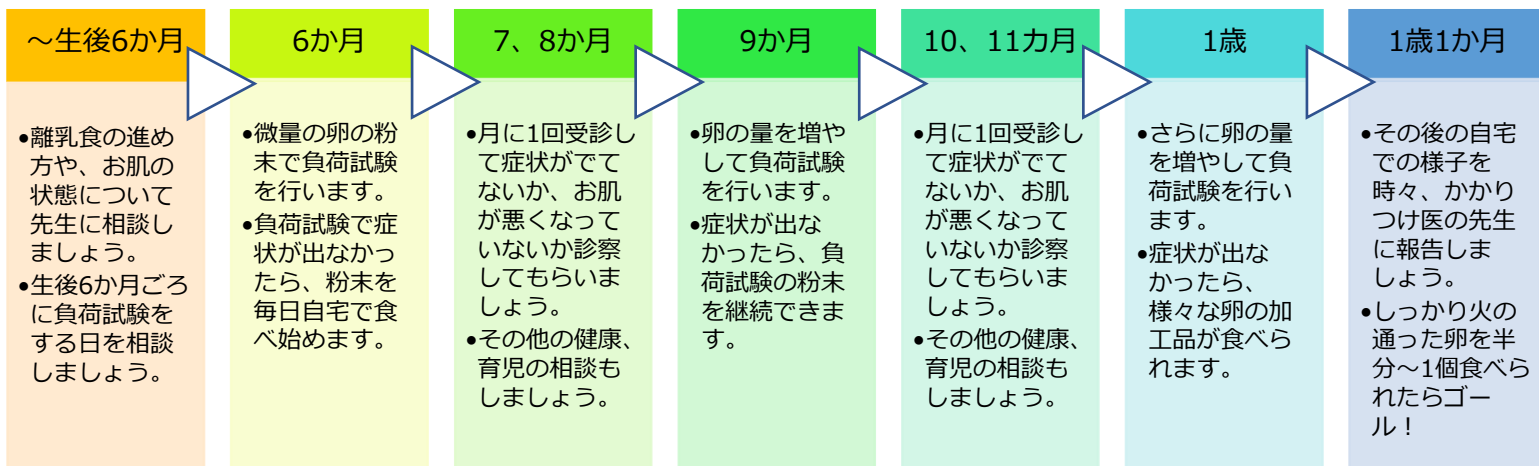 ～生後6か月
●離乳食の進め
方や、お肌の
状態について
先生に相談し
ましょう。
●生後6か月ごろ
に負荷試験を
する日を相談
しましょう。
6か月
●微量の卵の粉
末で負荷試験
を行います。
●負荷試験で症
状が出なかっ
たら、粉末を
毎日自宅で食
べ始めます。
7、8か月
●月に1回受診し
て症状がでて
ないか、お肌
が悪くなって
いないか診察
してもらいま
しょう。
●その他の健康、
育児の相談も
しましょう。
9か月
●卵の量を増や
して負荷試験
を行います。
●症状が出な
かったら、負
荷試験の粉末
を継続できま
す。
10、11カ月
●月に1回受診し
て症状がでて
ないか、お肌
が悪くなって
いないか診察
してもらいま
しょう。
●その他の健康、
育児の相談も
しましょう。
1歳
●さらに卵の量
を増やして負
荷試験を行い
ます。
●症状が出な
かったら、
様々な卵の加
工品が食べら
れます。
1歳1か月
●その後の自宅
での様子を
時々、かかり
つけ医の先生
に報告しま
しょう。
●しっかり火の
通った卵を半
分～1個食べら
れたらゴー
ル！